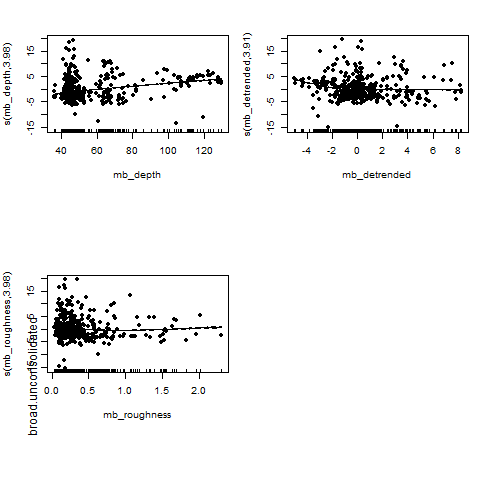 s(mb_depth,3.98)
15
5
-5
-15
40 60 80 100 120
mb_depth
s(mb_detrended,3.91)
15
5
-5
-15
-4 -2 0 2 4 6 8
mb_detrended
s(mb_roughness,3.98)
broad.unconsolidated
15
5
0.0 0.5 1.0 1.5 2.0
mb_roughness